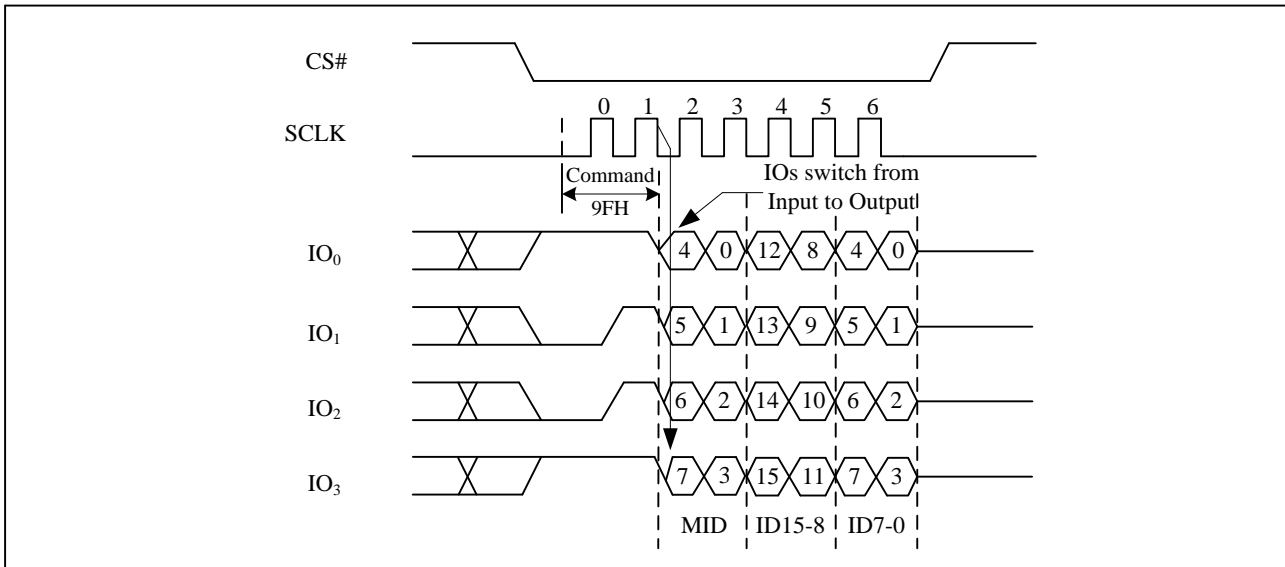 CS#
0 1 2 3 4 5 6
SCLK
Command
9FH
IOs switch from
Input to Output
IO₀ 4 0 12 8 4 0
IO₁ 5 1 13 9 5 1
IO₂ 6 2 14 10 6 2
IO₃ 7 3 15 11 7 3
MID ID15-8 ID7-0